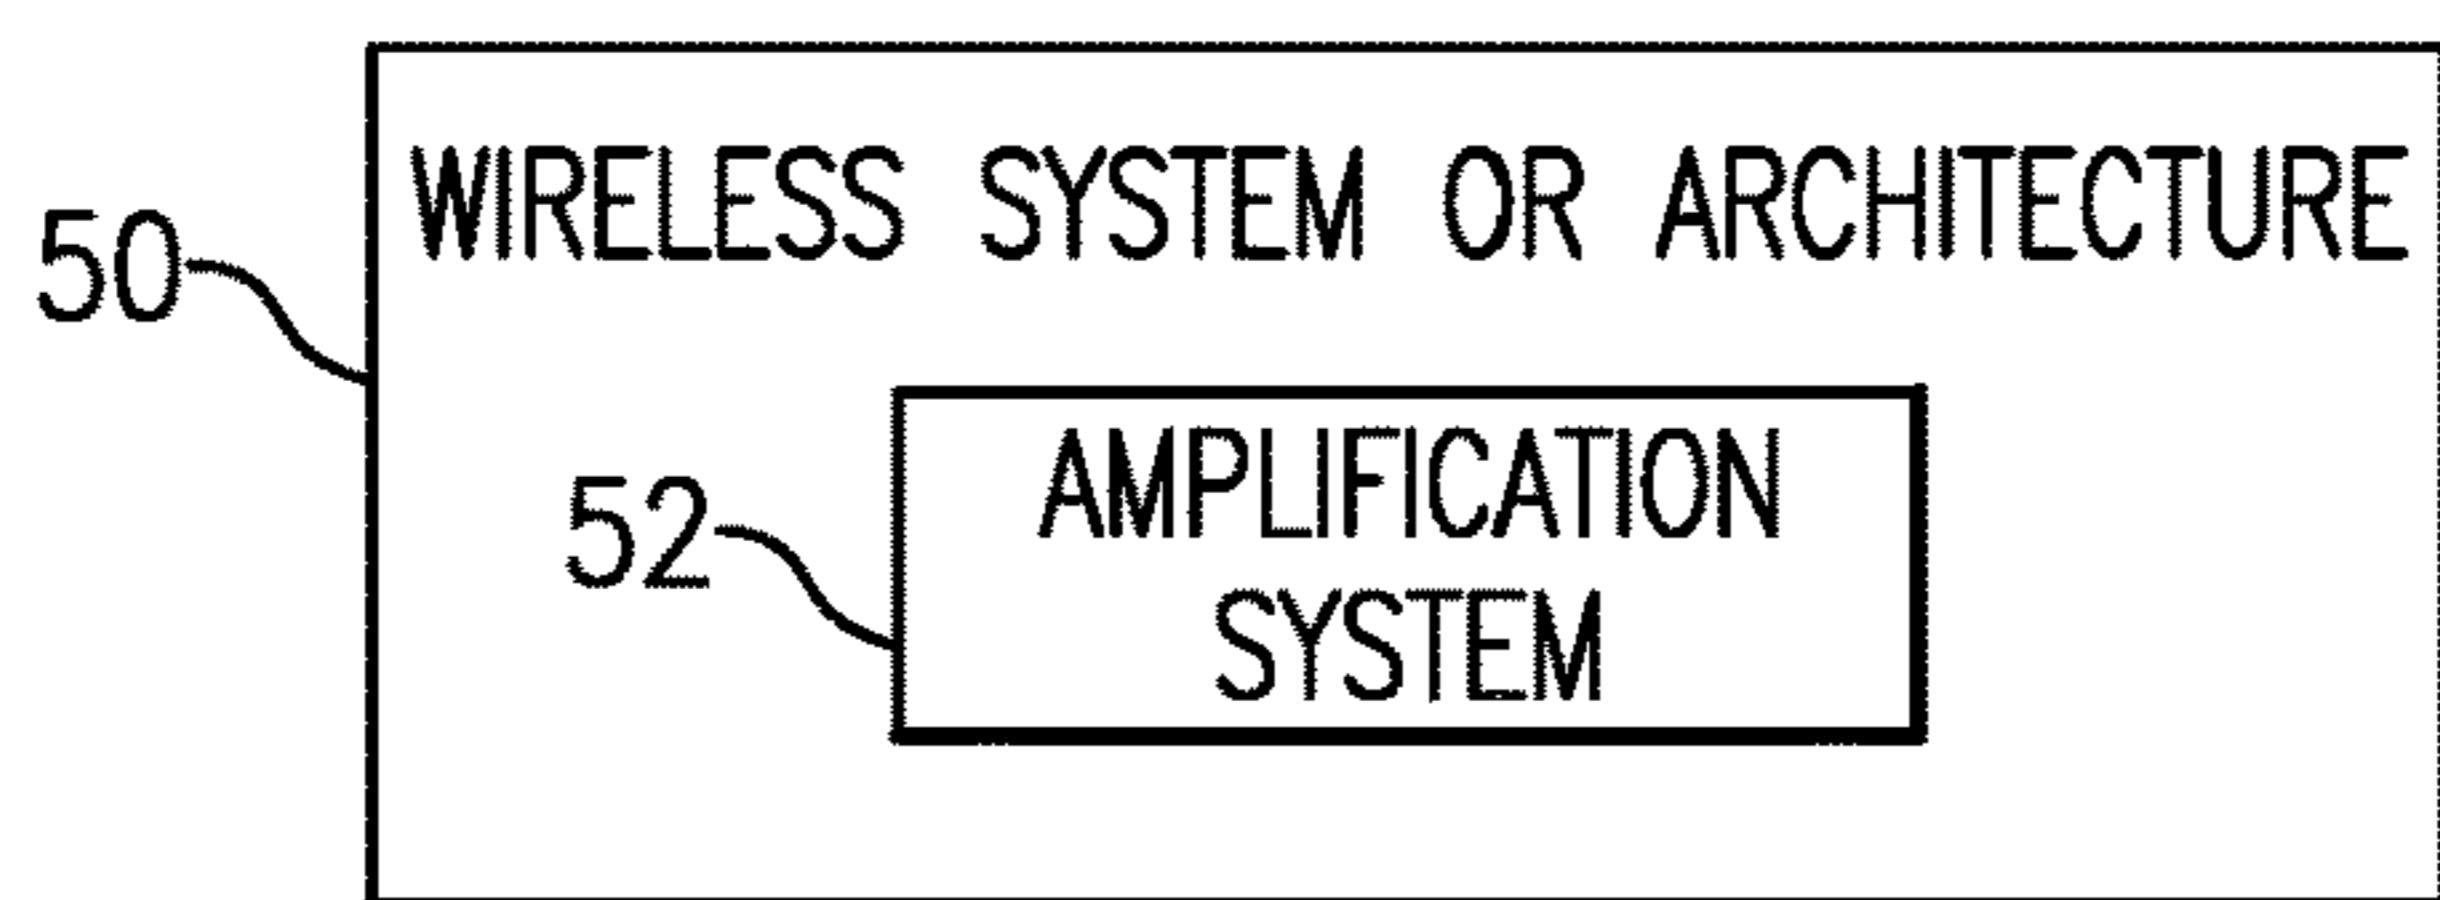 WIRELESS SYSTEM OR ARCHITECTURE
50
AMPLIFICATION
52
SYSTEM